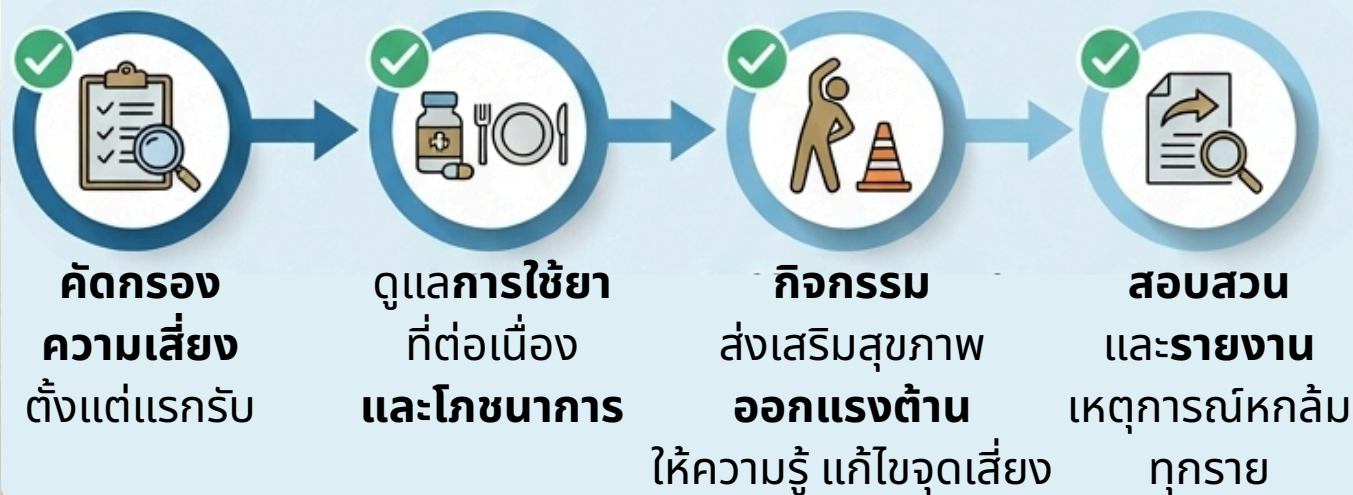 คัดกรอง
ความเสี่ยง
ตั้งแต่แรกรับ
ดูแลการใช้ยา
ที่ต่อเนื่อง
และโภชนาการ
กิจกรรม
ส่งเสริมสุขภาพ
ออกแรงต้าน
ให้ความรู้ แก้ไขจุดเสี่ยง
สอบสวน
และรายงาน
เหตุการณ์หกล้ม
ทุกราย